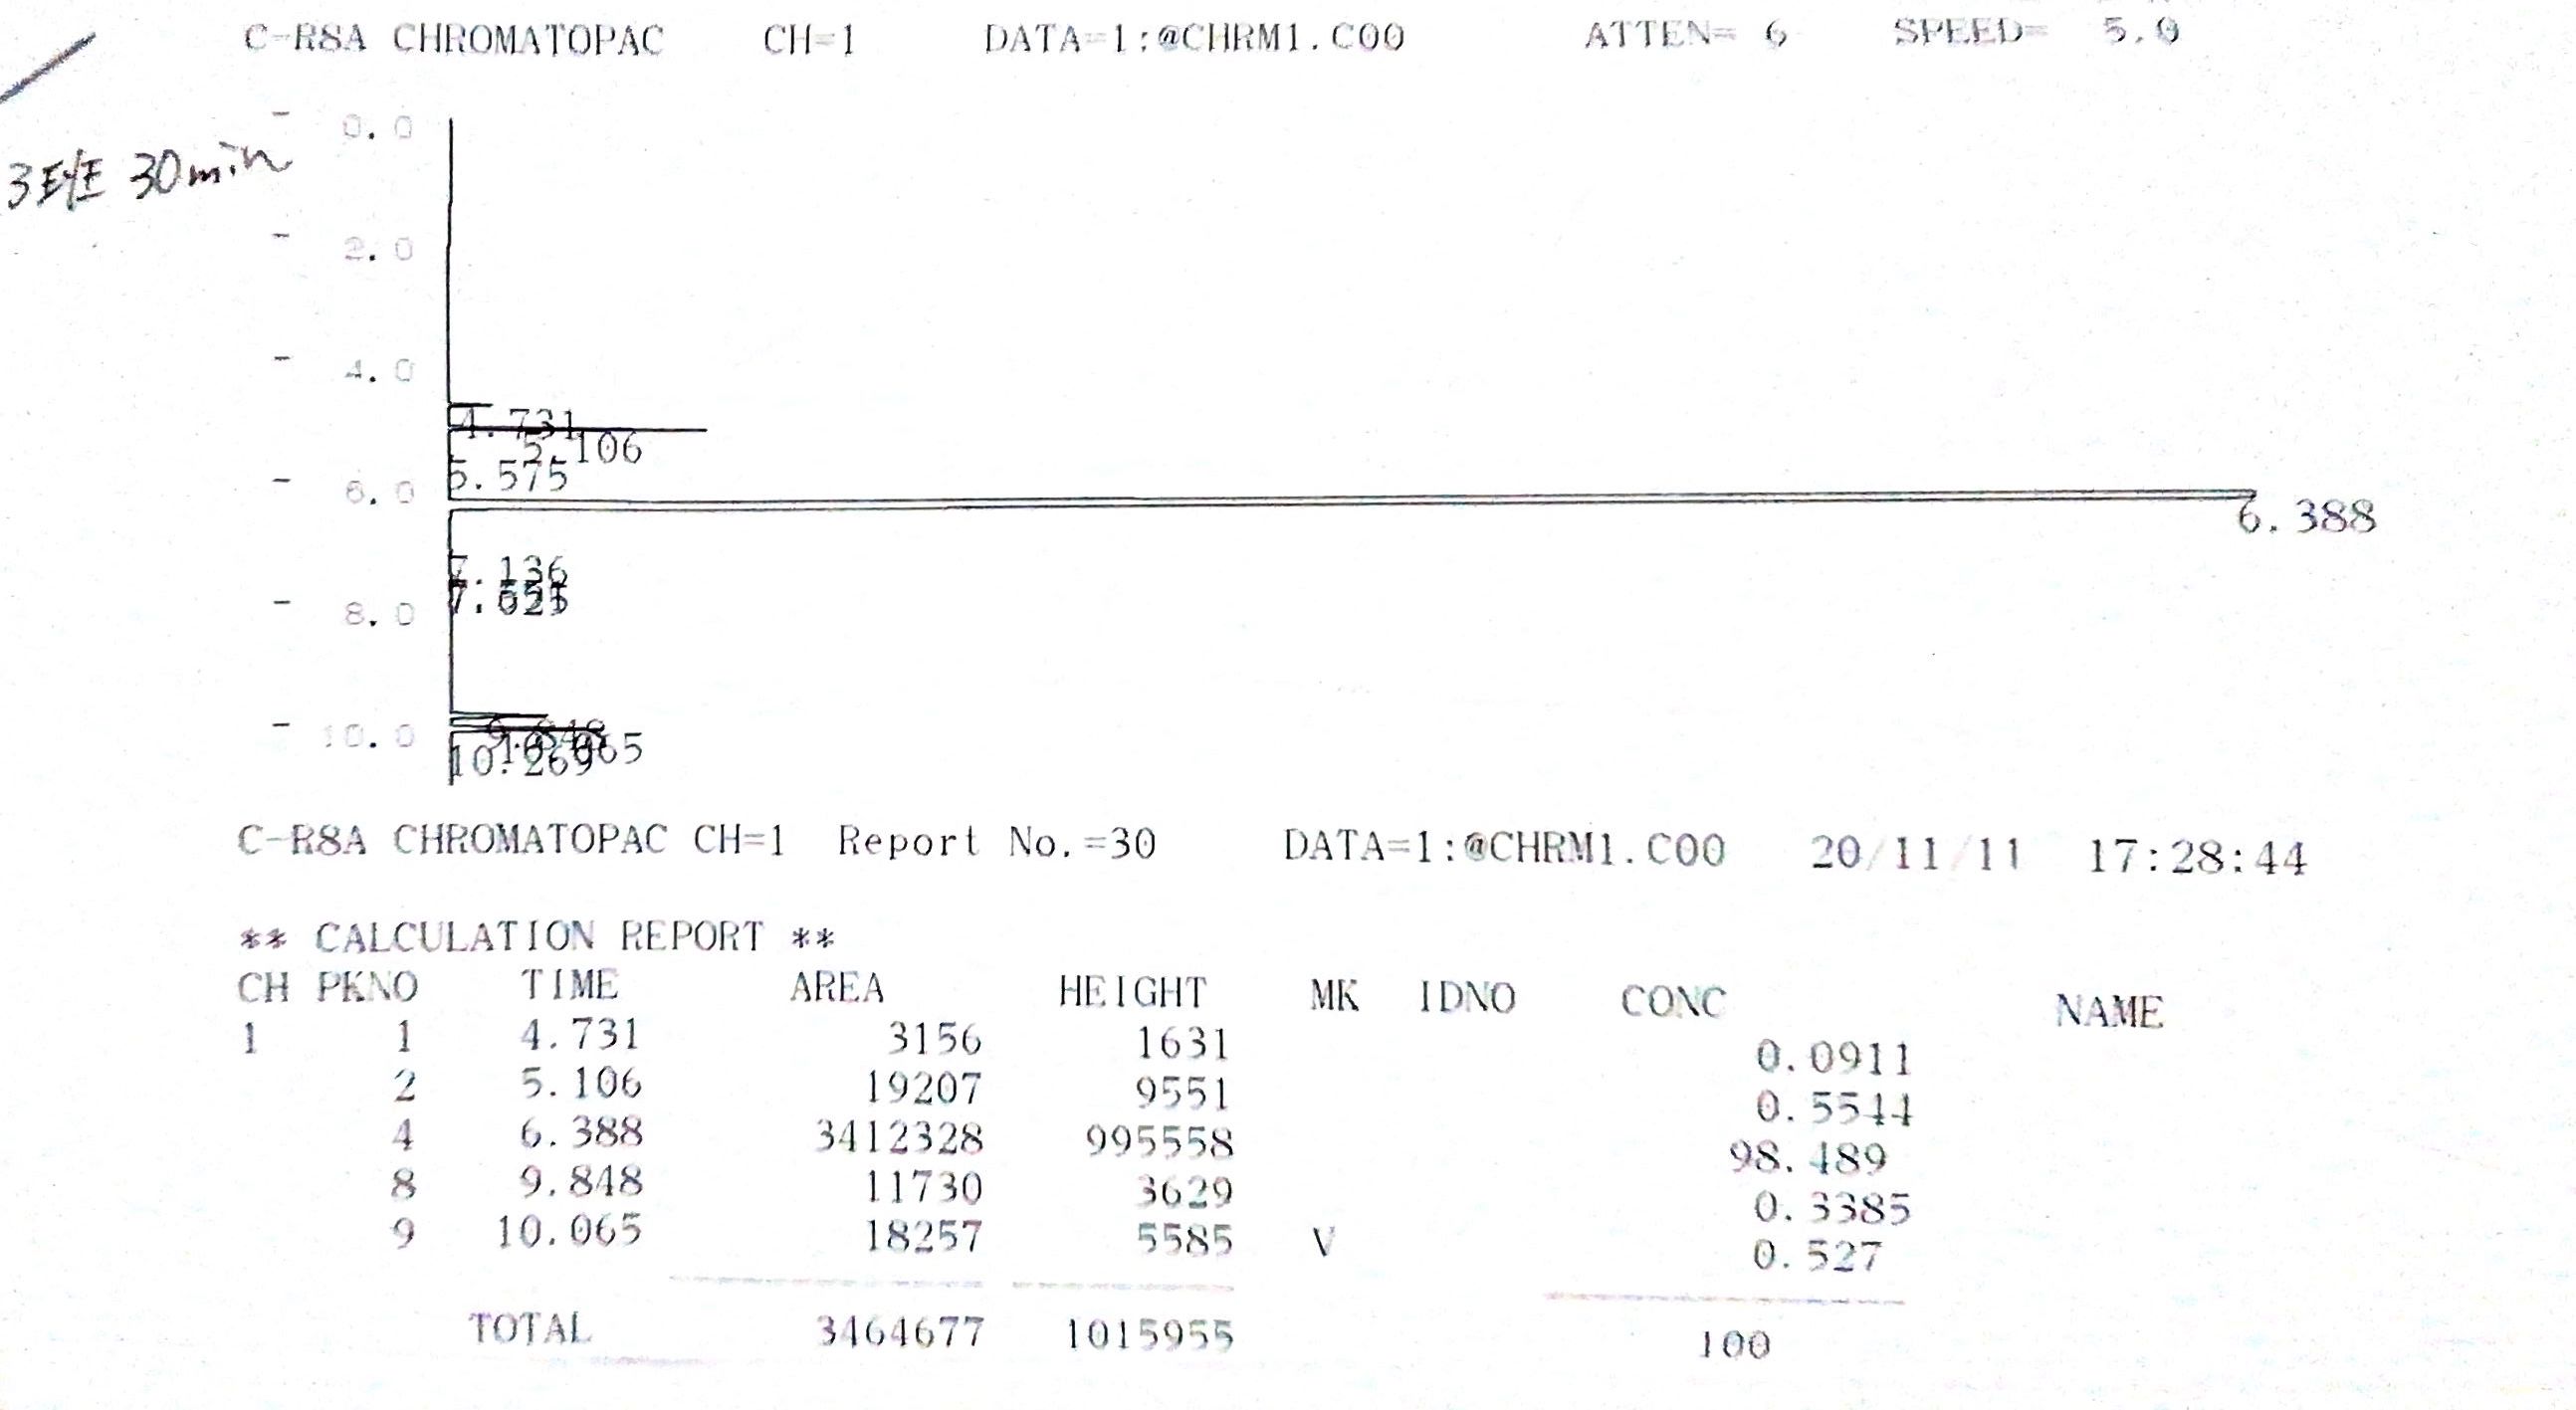 C-R8A CHROMATOPAC CH=1 DATA=1:@CHRM1.C00 ATTEN= 6 SPEED= 5.0
0.0
30min
2.0
4.0
4.731
5.106
5.575
6.0
6.388
7.136
8.0
9.848
10.0
10.065
10.269
C-R8A CHROMATOPAC CH=1 Report No.=30 DATA=1:@CHRM1.C00 20/11/11 17:28:44
** CALCULATION REPORT **
CH PKNO TIME AREA HEIGHT MK IDNO CONC NAME
1 1 4.731 3156 1631 0.0911
2 5.106 19207 9551 0.5544
4 6.388 3412328 995558 98.489
8 9.848 11730 3629 0.3385
9 10.065 18257 5585 V 0.527
TOTAL 3464677 1015955 100